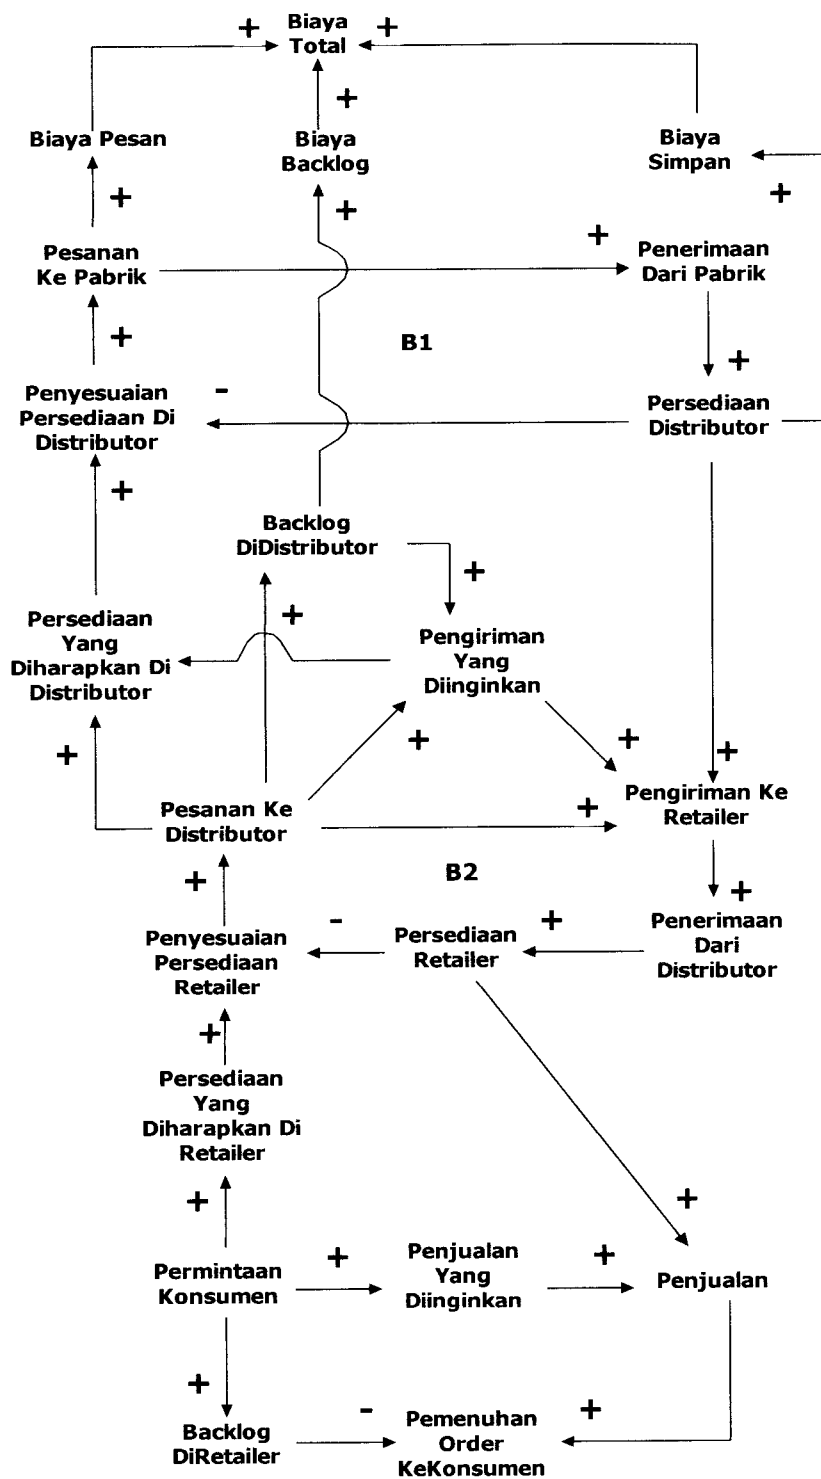 Biaya
Total
+
+
+
Biaya Pesan
Biaya
Backlog
Biaya
Simpan
+
+
+
Pesanan
Ke Pabrik
+
Penerimaan
Dari Pabrik
+
B1
+
Penyesuaian
Persediaan Di
Distributor
-
Persediaan
Distributor
+
Backlog
DiDistributor
+
+
Persediaan
Yang
Diharapkan Di
Distributor
Pengiriman
Yang
Diinginkan
+
+
+
+
Pesanan Ke
Distributor
+
Pengiriman Ke
Retailer
B2
+
+
Penyesuaian
Persediaan
Retailer
-
Persediaan
Retailer
+
Penerimaan
Dari
Distributor
+
Persediaan
Yang
Diharapkan Di
Retailer
+
+
Permintaan
Konsumen
+
Penjualan
Yang
Diinginkan
+
Penjualan
+
Backlog
DiRetailer
-
Pemenuhan
Order
KeKonsumen
+